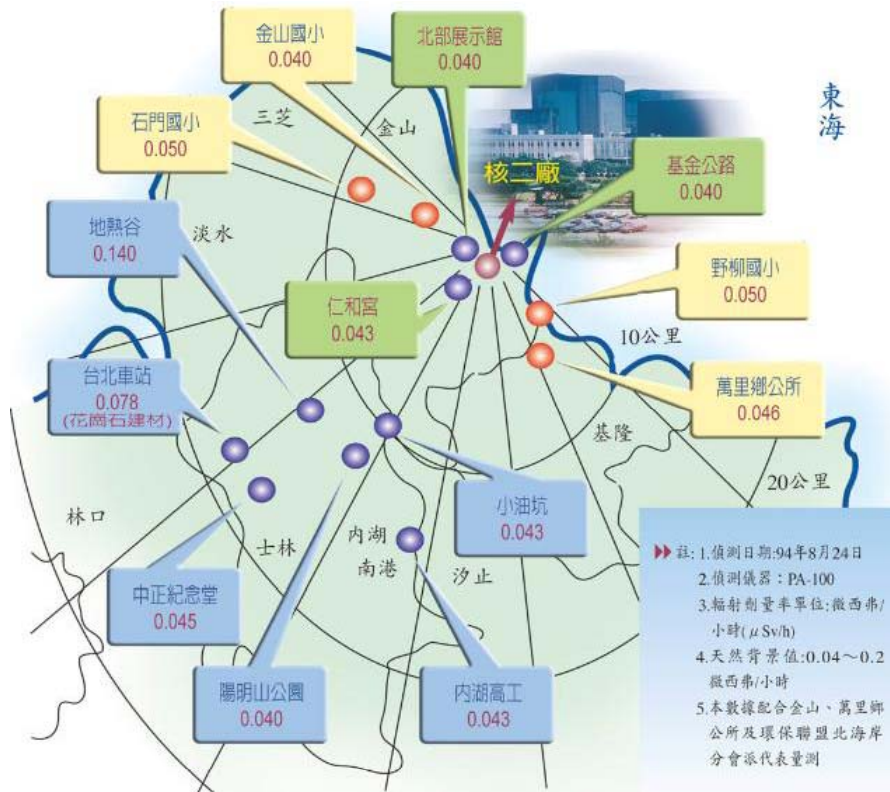 金山國小
0.040
北部展示館
0.040
東海
石門國小
0.050
三芝
金山
核二廠
基金公路
0.040
地熱谷
0.140
淡水
野柳國小
0.050
仁和宮
0.043
10公里
台北車站
0.078
(花崗石建材)
萬里鄉公所
0.046
基隆
20公里
林口
士林
內湖
南港
汐止
小油坑
0.043
中正紀念堂
0.045
陽明山公園
0.040
內湖高工
0.043
註:1.偵測日期:94年8月24日
2.偵測儀器：PA-100
3.輻射劑量率單位:微西弗/
小時(μSv/h)
4.天然背景值:0.04～0.2
微西弗/小時
5.本數據配合金山、萬里鄉
公所及環保聯盟北海岸
分會派代表量測